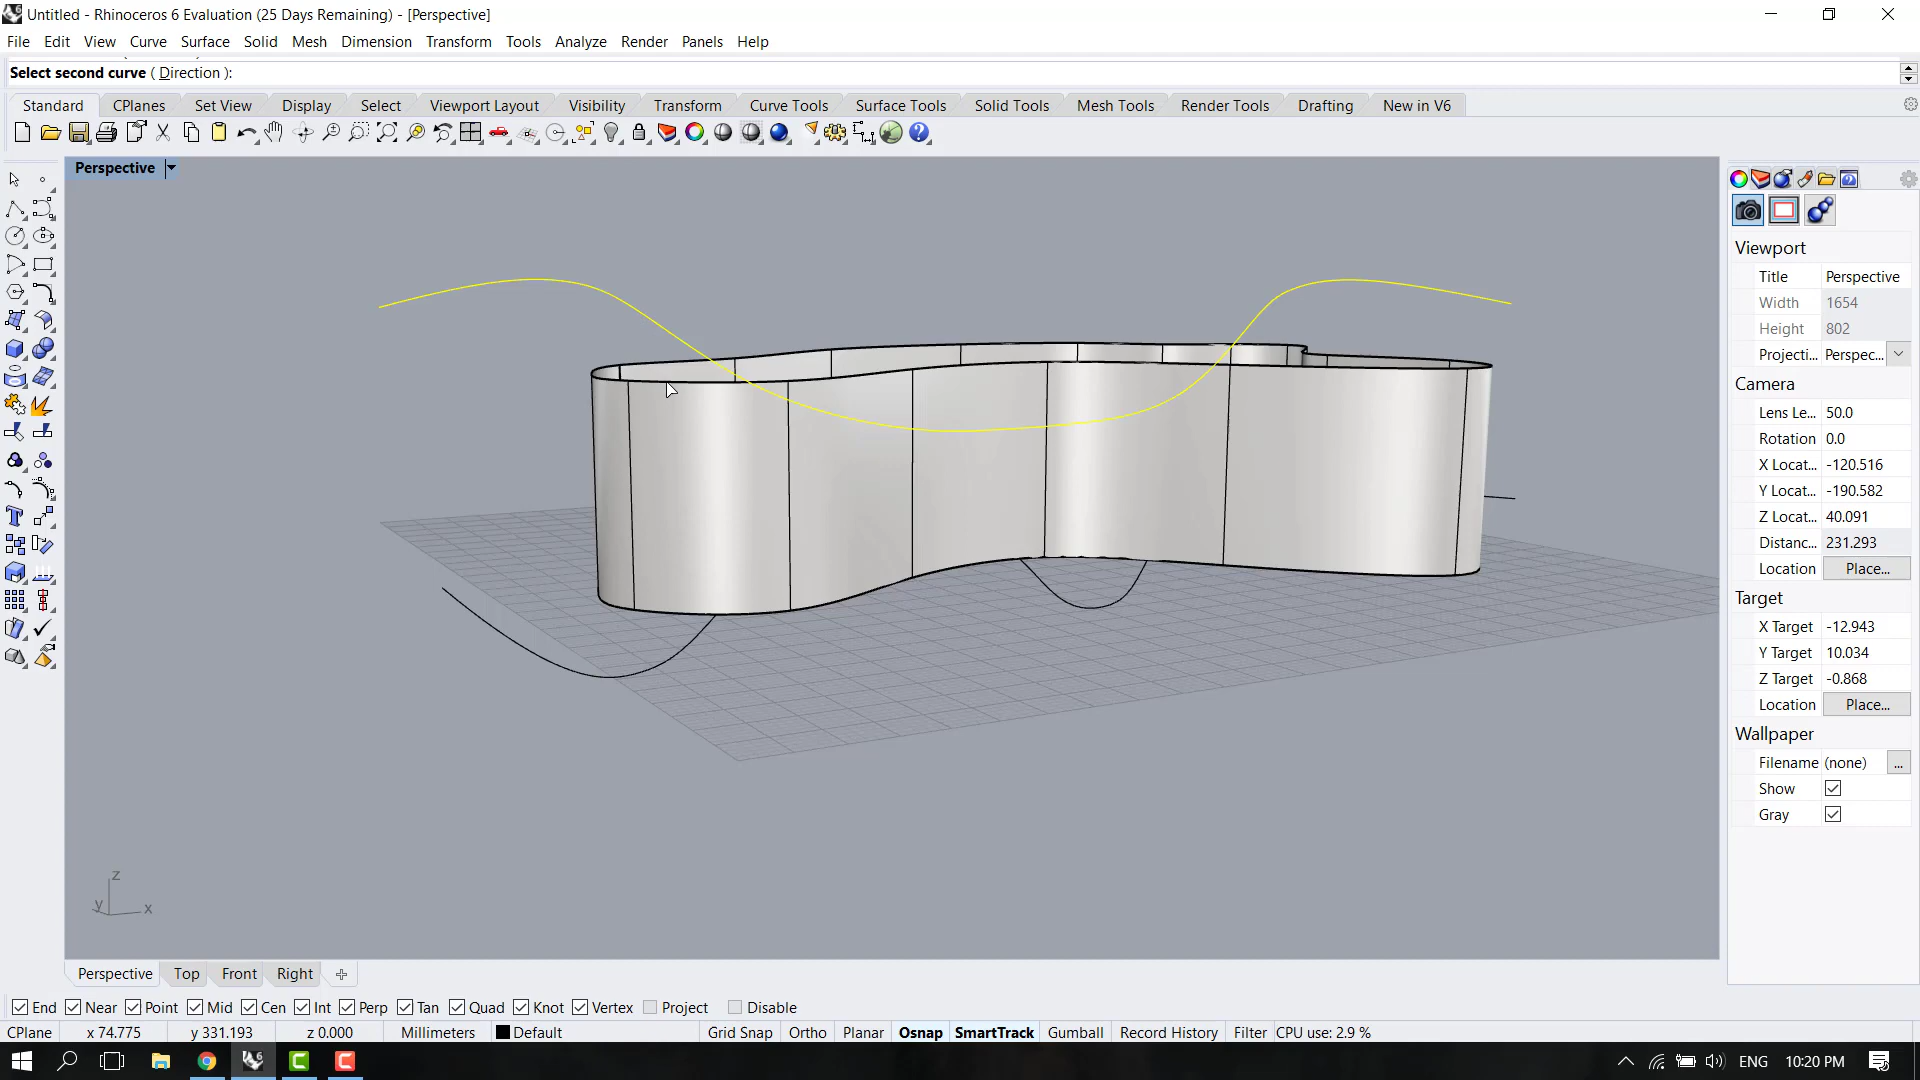 Untitled - Rhinoceros 6 Evaluation (25 Days Remaining) - [Perspective]
File Edit View Curve Surface Solid Mesh Dimension Transform Tools Analyze Render Panels Help
Select second curve ( Direction ):
Standard CPlanes Set View Display Select Viewport Layout Visibility Transform Curve Tools Surface Tools Solid Tools Mesh Tools Render Tools Drafting New in V6
Perspective
Viewport
Title Perspective
Width 1654
Height 802
Projecti... Perspec...
Camera
Lens Le... 50.0
Rotation 0.0
X Locat... -120.516
Y Locat... -190.582
Z Locat... 40.091
Distanc... 231.293
Location Place...
Target
X Target -12.943
Y Target 10.034
Z Target -0.868
Location Place...
Wallpaper
Filename (none) ...
Show
Gray
z
y x
Perspective Top Front Right
End Near Point Mid Cen Int Perp Tan Quad Knot Vertex Project Disable
CPlane x 74.775 y 331.193 z 0.000 Millimeters Default Grid Snap Ortho Planar Osnap SmartTrack Gumball Record History Filter CPU use: 2.9 %
ENG 10:20 PM